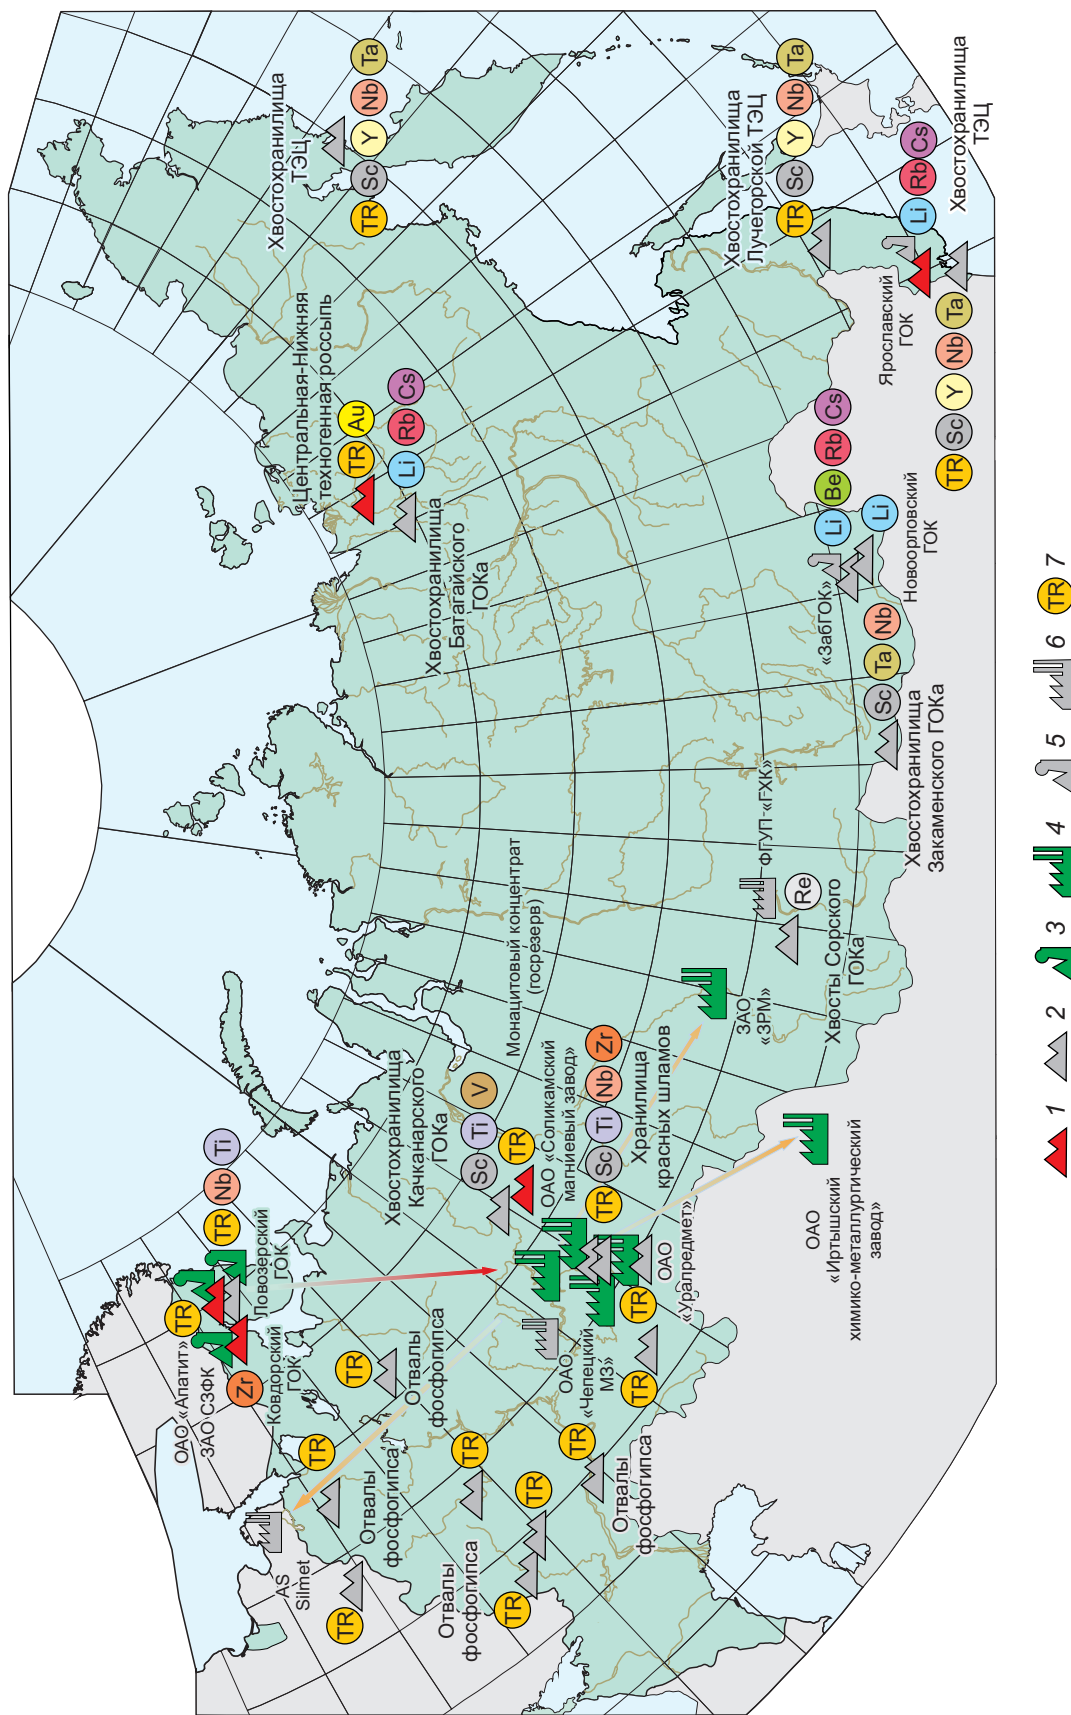 Хвостохранилища
ТЭЦ
TR
Sc
Y
Nb
Ta
Хвостохранилища
Лучегорской ТЭЦ
TR
Sc
Y
Nb
Ta
Хвостохранилища
ТЭЦ
TR
Sc
Y
Nb
Ta
Ярославский
ГОК
Li
Rb
Cs
Центральная-Нижняя
техногенная россыпь
TR
Au
Li
Rb
Cs
Хвостохранилища
Батагайского
ГОКа
«ЗабГОК»
Li
Be
Rb
Cs
Новоорловский
ГОК
Li
Sc
Ta
Nb
Хвостохранилища
Закаменского ГОКа
ФГУП-«ГХК»
Re
Хвосты Сорского
ГОКа
ЗАО
«ЗРМ»
Монацитовый концентрат
(госрезерв)
TR
Хвостохранилища
Качканарского
ГОКа
Sc
Ti
V
ОАО «Соликамский
магниевый завод»
TR
Sc
Ti
Nb
Zr
Хранилища
красных шламов
ОАО
«Уралредмет»
ОАО
«Иртышский
химико-металлургический
завод»
ОАО
«Чепецкий
МЗ»
TR
TR
TR
Nb
Ti
Ловозерский
ГОК
TR
ОАО «Апатит»
ЗАО СЗФК
Ковдорский
ГОК
Zr
TR
Отвалы
фосфогипса
TR
Отвалы
фосфогипса
TR
TR
TR
Отвалы
фосфогипса
TR
TR
Отвалы
фосфогипса
AS
Silmet
1
2
3
4
5
6
TR
7